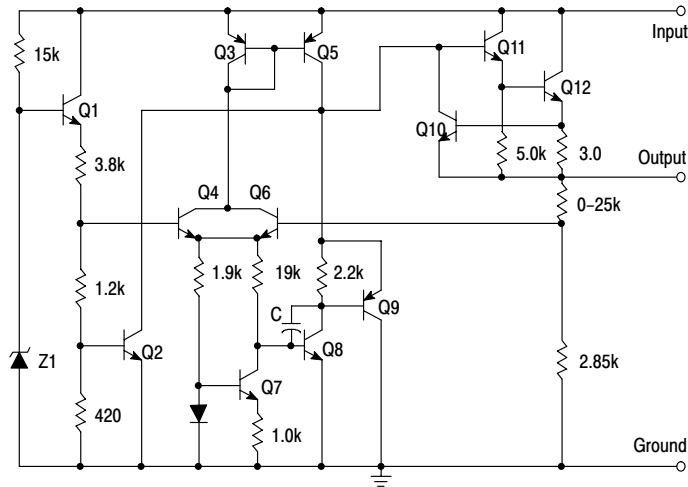 Input
15k
Q3
Q5
Q11
Q12
Q1
Q10
3.8k
5.0k
3.0
Output
Q4
Q6
0–25k
1.2k
1.9k
19k
2.2k
C
Q9
Z1
Q2
Q8
2.85k
Q7
420
1.0k
Ground